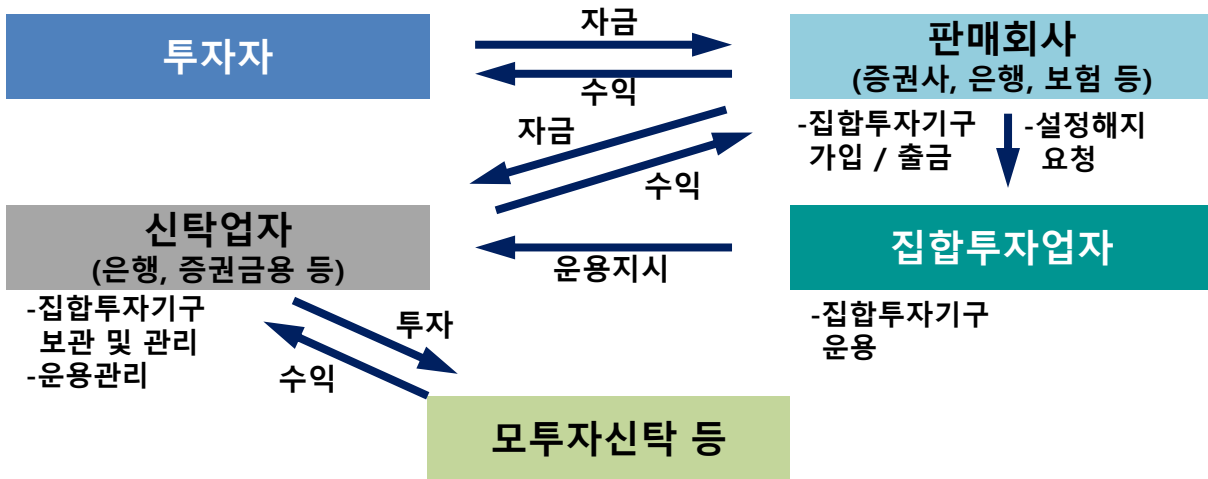 투자자
자금
수익
판매회사
(증권사, 은행, 보험 등)
자금
수익
-집합투자기구
가입 / 출금
-설정해지
요청
신탁업자
(은행, 증권금융 등)
운용지시
집합투자업자
-집합투자기구
보관 및 관리
-운용관리
투자
수익
-집합투자기구
운용
모투자신탁 등